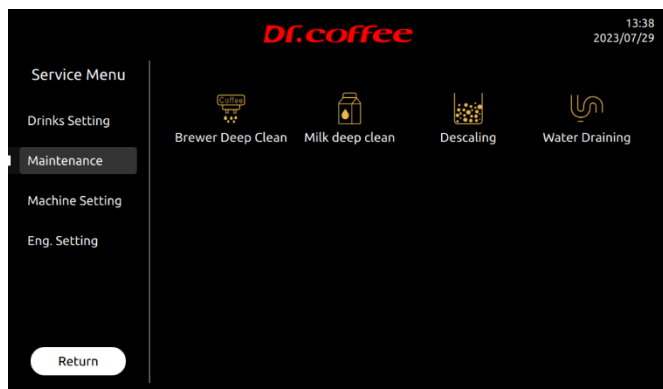 Dr.coffee
13:38
2023/07/29
Service Menu
Drinks Setting
Maintenance
Machine Setting
Eng. Setting
Return
Coffee
Brewer Deep Clean
Milk deep clean
Descaling
Water Draining